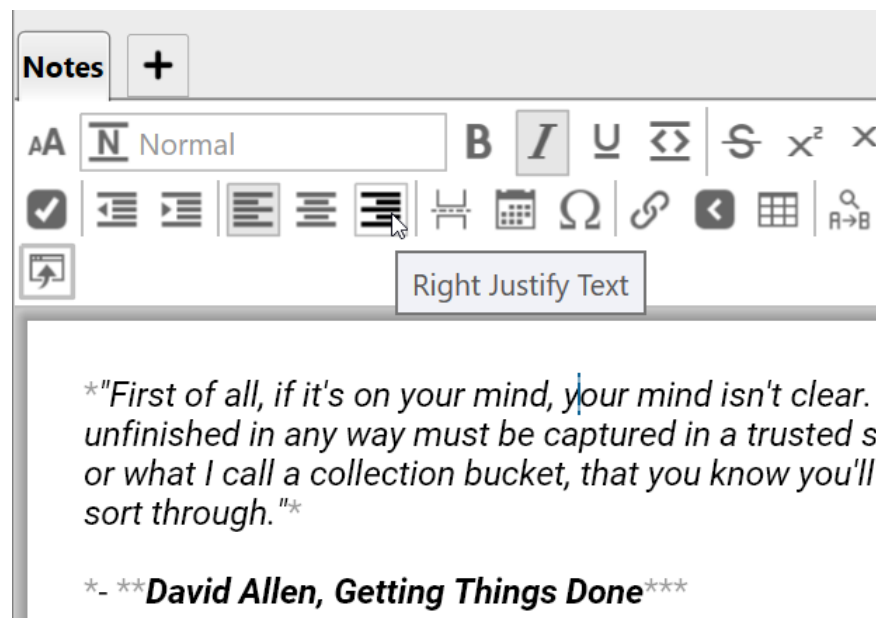 Notes
AA N Normal B I U <> S x² ×
Ω A→B
Right Justify Text
*"First of all, if it's on your mind, your mind isn't clear.
unfinished in any way must be captured in a trusted s
or what I call a collection bucket, that you know you'll
sort through."*
*- **David Allen, Getting Things Done***